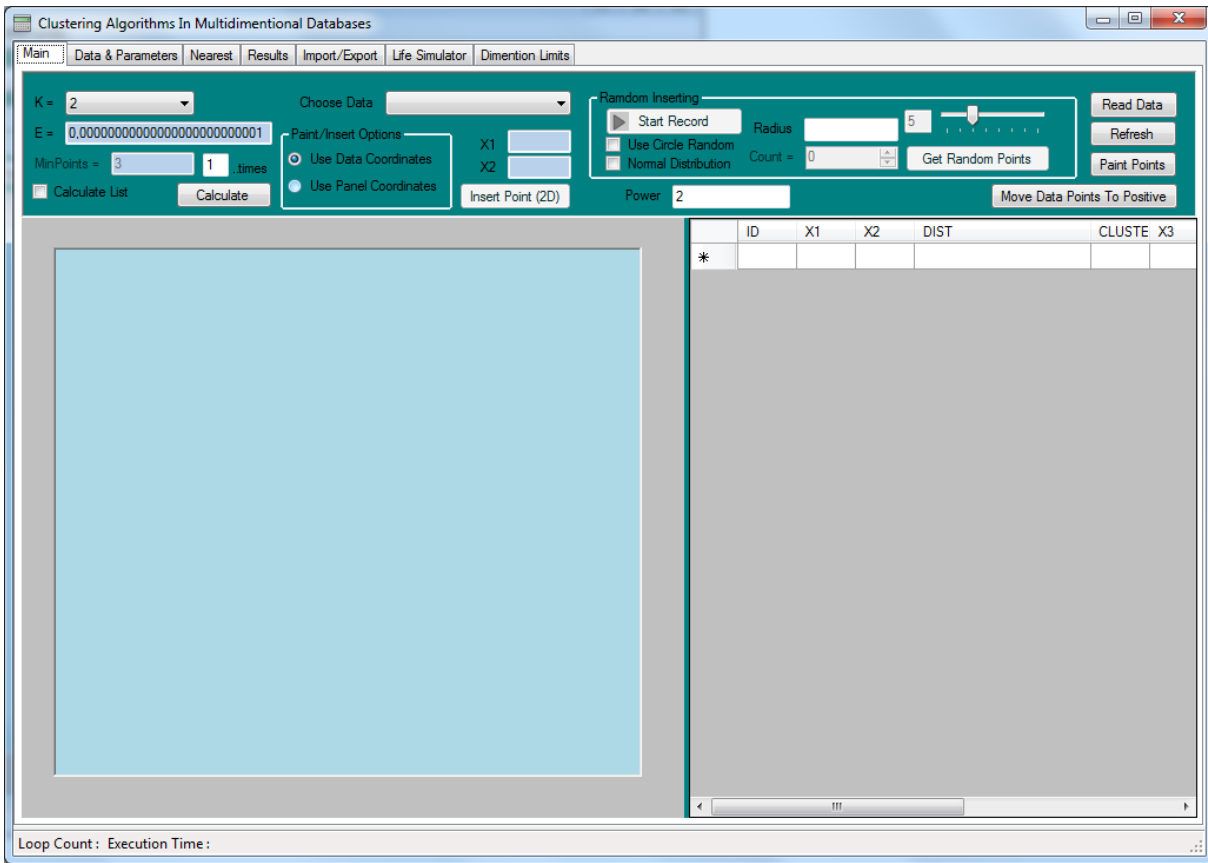 Clustering Algorithms In Multidimentional Databases
Main Data & Parameters Nearest Results Import/Export Life Simulator Dimention Limits
K = 2
E = 0,00000000000000000000000001
MinPoints = 3 1 ..times
Calculate List Calculate
Choose Data
Paint/Insert Options
Use Data Coordinates
Use Panel Coordinates
X1
X2
Insert Point (2D)
Ramdom Inserting
Start Record
Use Circle Random
Normal Distribution
Radius 5
Count = 0 Get Random Points
Power 2
Read Data
Refresh
Paint Points
Move Data Points To Positive
ID X1 X2 DIST CLUSTE X3
Loop Count : Execution Time :